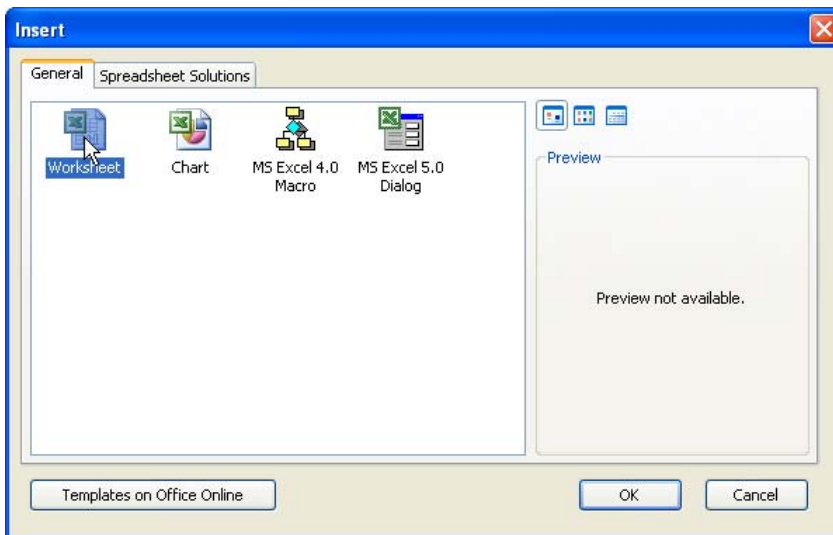 Insert
General
Spreadsheet Solutions
Worksheet
Chart
MS Excel 4.0
Macro
MS Excel 5.0
Dialog
Preview
Preview not available.
Templates on Office Online
OK
Cancel